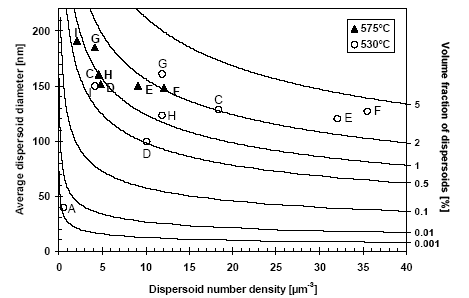 575°C
530°C
Average dispersoid diameter [nm]
200
150
100
50
0
I
G
C
H
D
I
G
E
F
H
C
D
E
F
A
5
2
1
0.5
0.1
0.01
0.001
Volume fraction of dispersoids [%]
0
5
10
15
20
25
30
35
40
Dispersoid number density [µm-3]